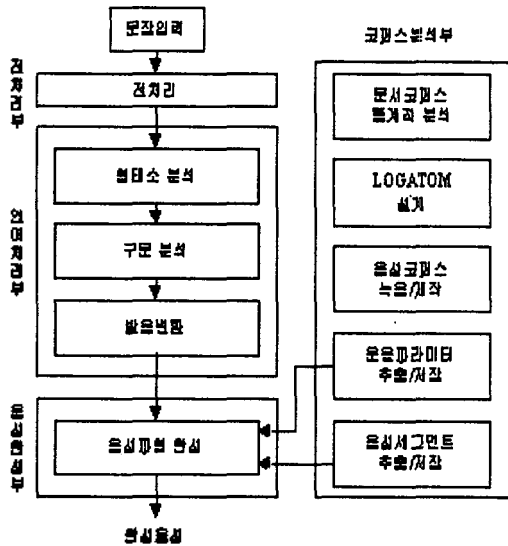 문장입력
전처리부
전처리
언어처리부
형태소 분석
구문 분석
발음변환
음성합성부
음성파형 합성
합성음성
코퍼스분석부
문서코퍼스
통계적 분석
LOGATOM
설계
음성코퍼스
녹음/제작
운율파라미터
추출/저장
음성세그먼트
추출/저장